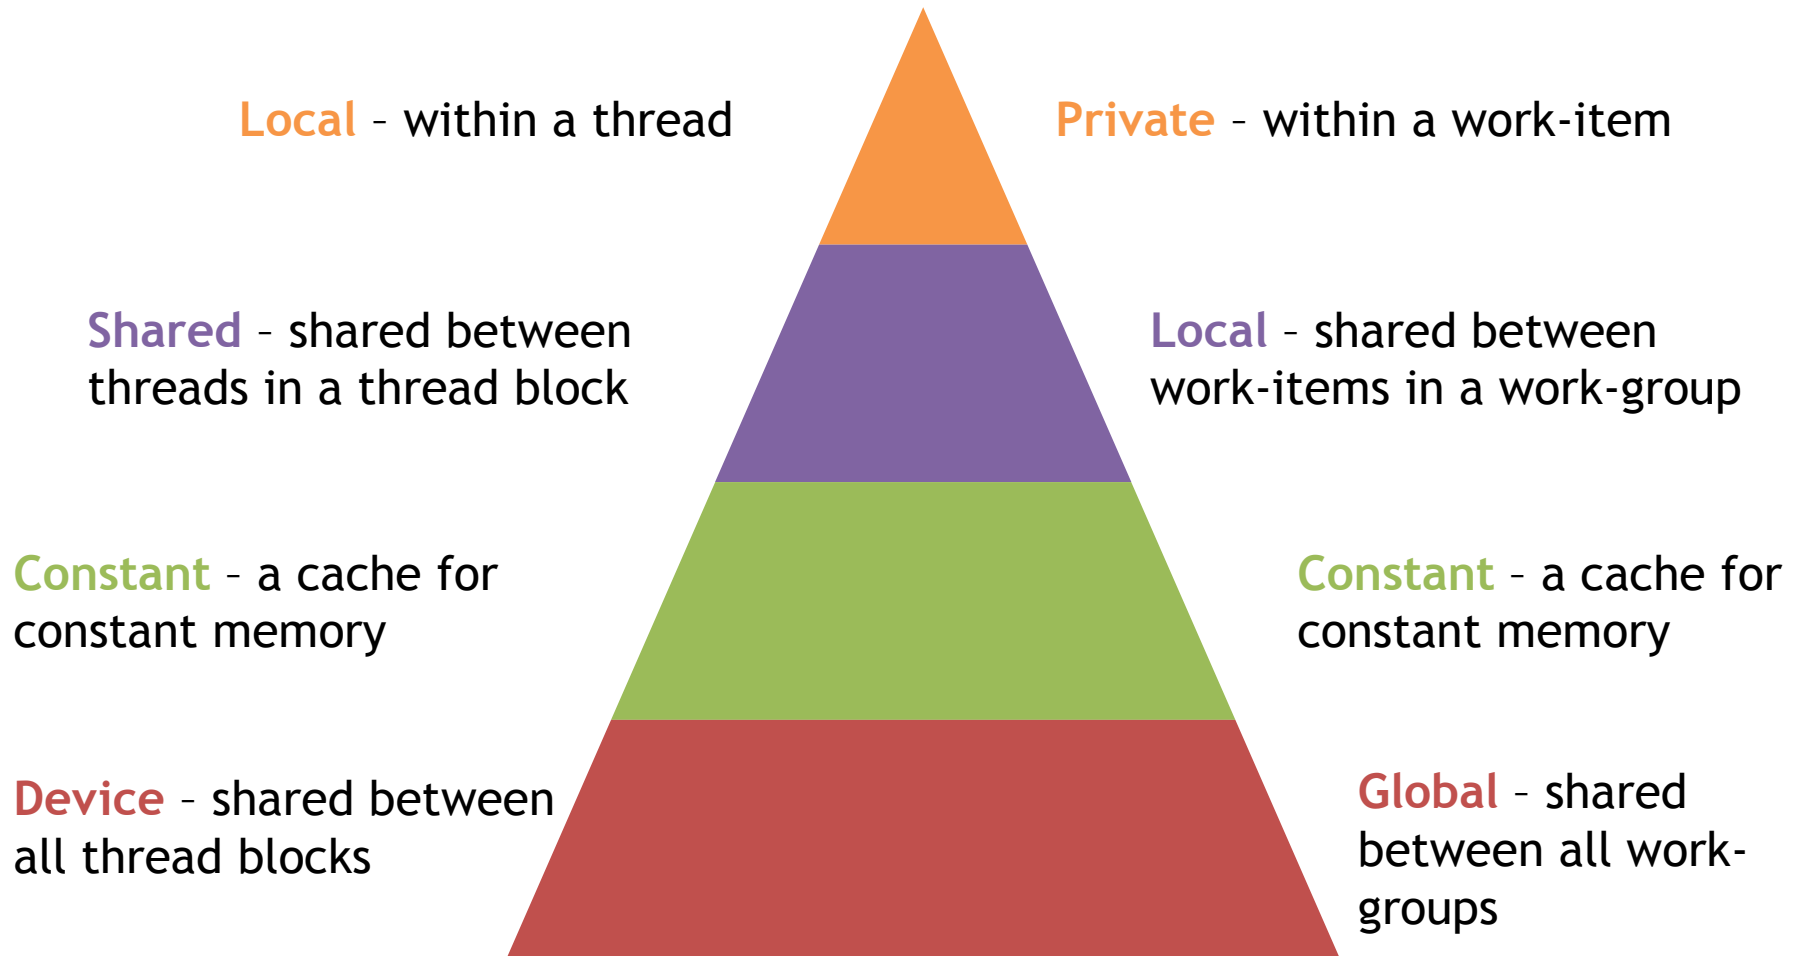 Local – within a thread
Private – within a work-item
Shared – shared between
threads in a thread block
Local – shared between
work-items in a work-group
Constant – a cache for
constant memory
Constant – a cache for
constant memory
Device – shared between
all thread blocks
Global – shared
between all work-
groups